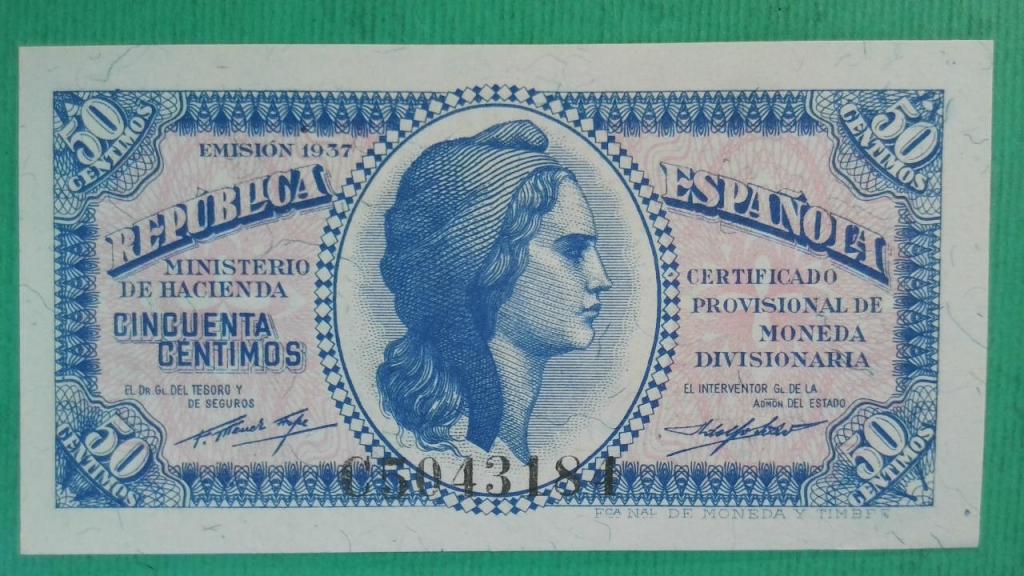 50
CENTIMOS
50
CENTIMOS
EMISIÓN 1937
REPUBLICA
ESPAÑOLA
MINISTERIO
DE HACIENDA
CINCUENTA
CENTIMOS
CERTIFICADO
PROVISIONAL DE
MONEDA
DIVISIONARIA
EL DR. GL. DEL TESORO Y
DE SEGUROS
EL INTERVENTOR GL DE LA
ADMÓN DEL ESTADO
50
CENTIMOS
50
CENTIMOS
C5043184
FCA NAL DE MONEDA Y TIMBRE